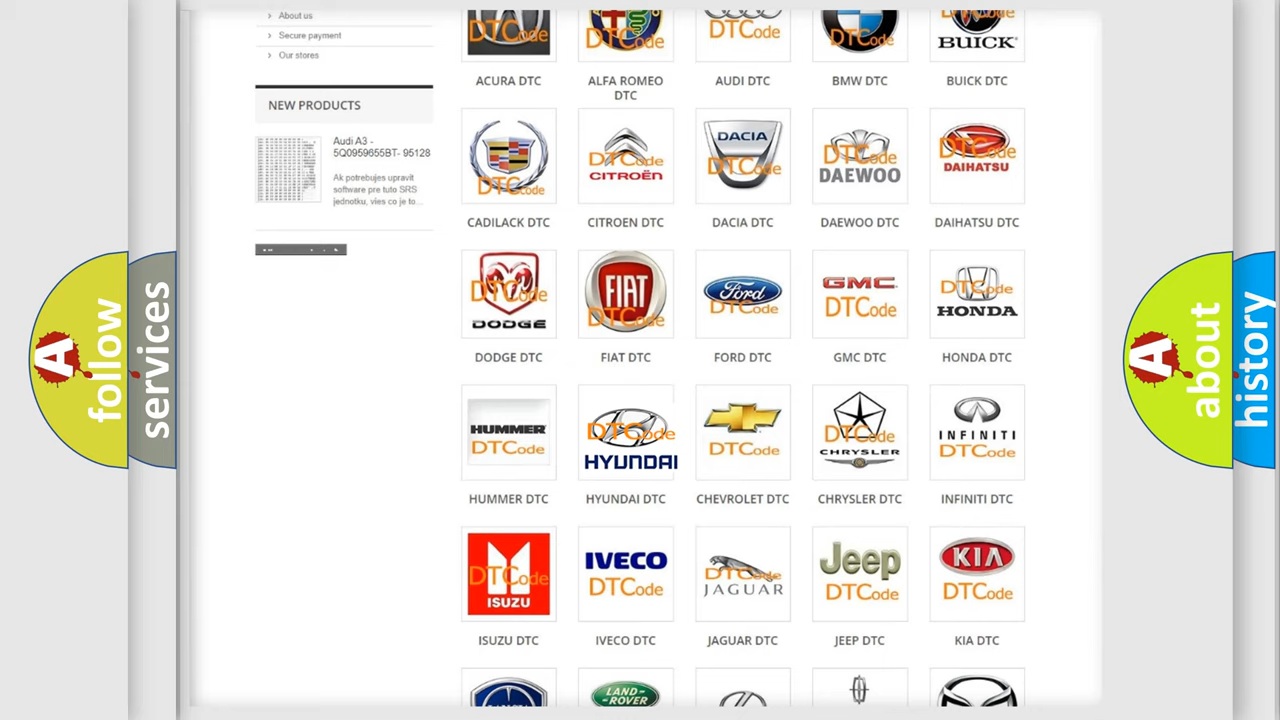 About us
Secure payment
Our stores
NEW PRODUCTS
Audi A3 -
5Q0959655BT- 95128
Ak potrebujes upravit
software pre tuto SRS
jednotku, vies co je to...
DTCode
DTCode
DTCode
DTCode
BUICK
ACURA DTC
ALFA ROMEO
DTC
AUDI DTC
BMW DTC
BUICK DTC
DTCode
DTCode
CITROËN
DACIA
DTCode
DTCode
DAEWOO
DTCode
DAIHATSU
CADILACK DTC
CITROEN DTC
DACIA DTC
DAEWOO DTC
DAIHATSU DTC
DTCode
DODGE
FIAT
DTCode
Ford
DTCode
GMC
DTCode
DTCode
HONDA
DODGE DTC
FIAT DTC
FORD DTC
GMC DTC
HONDA DTC
HUMMER
DTCode
DTCode
HYUNDAI
DTCode
DTCode
CHRYSLER
INFINITI
DTCode
HUMMER DTC
HYUNDAI DTC
CHEVROLET DTC
CHRYSLER DTC
INFINITI DTC
DTCode
ISUZU
IVECO
DTCode
DTCode
JAGUAR
Jeep
DTCode
KIA
DTCode
ISUZU DTC
IVECO DTC
JAGUAR DTC
JEEP DTC
KIA DTC
LAND-
ROVER
A
follow
services
A
about
history